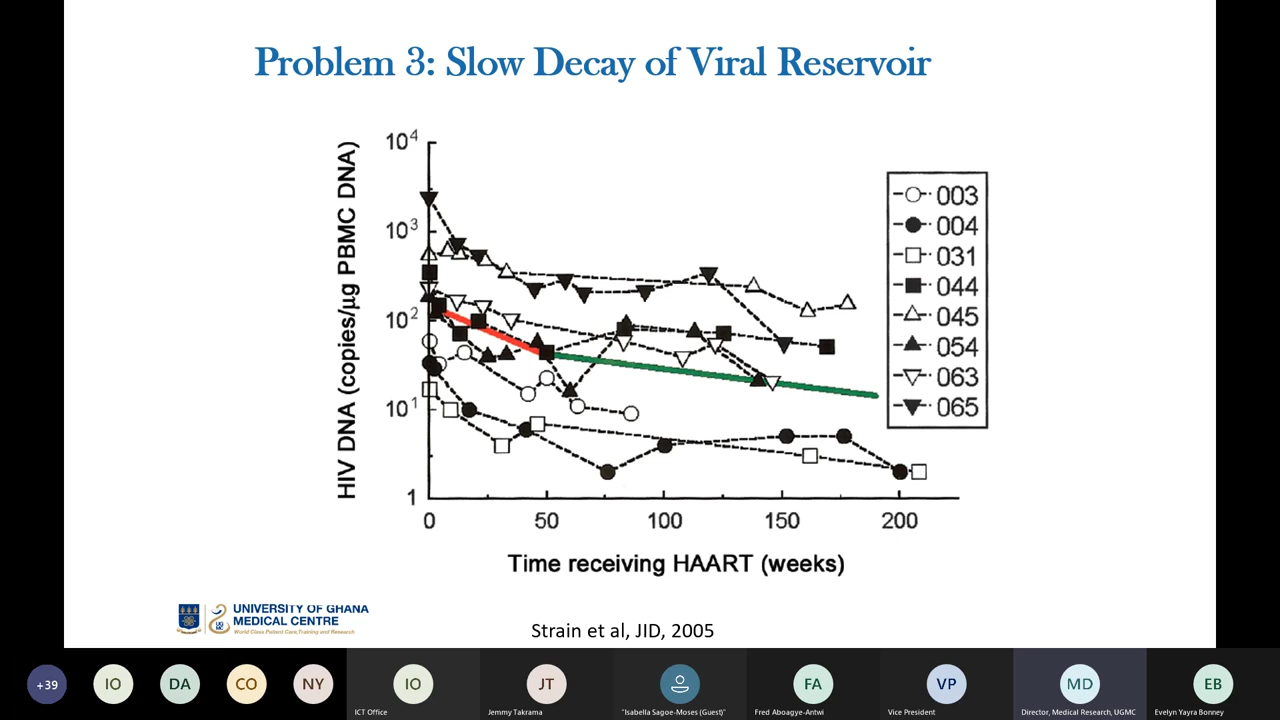 Problem 3: Slow Decay of Viral Reservoir
HIV DNA (copies/µg PBMC DNA)
10⁴
10³
10²
10¹
1
0
50
100
150
200
Time receiving HAART (weeks)
003
004
031
044
045
054
063
065
UNIVERSITY OF GHANA
MEDICAL CENTRE
World Class Patient Care, Training and Research
Strain et al, JID, 2005
+39
IO
DA
CO
NY
IO
JT
FA
VP
MD
EB
ICT Office
Jemmy Takrama
"Isabella Sagoe-Moses (Guest)"
Fred Aboagye-Antwi
Vice President
Director, Medical Research, UGMC
Evelyn Yayra Bonney